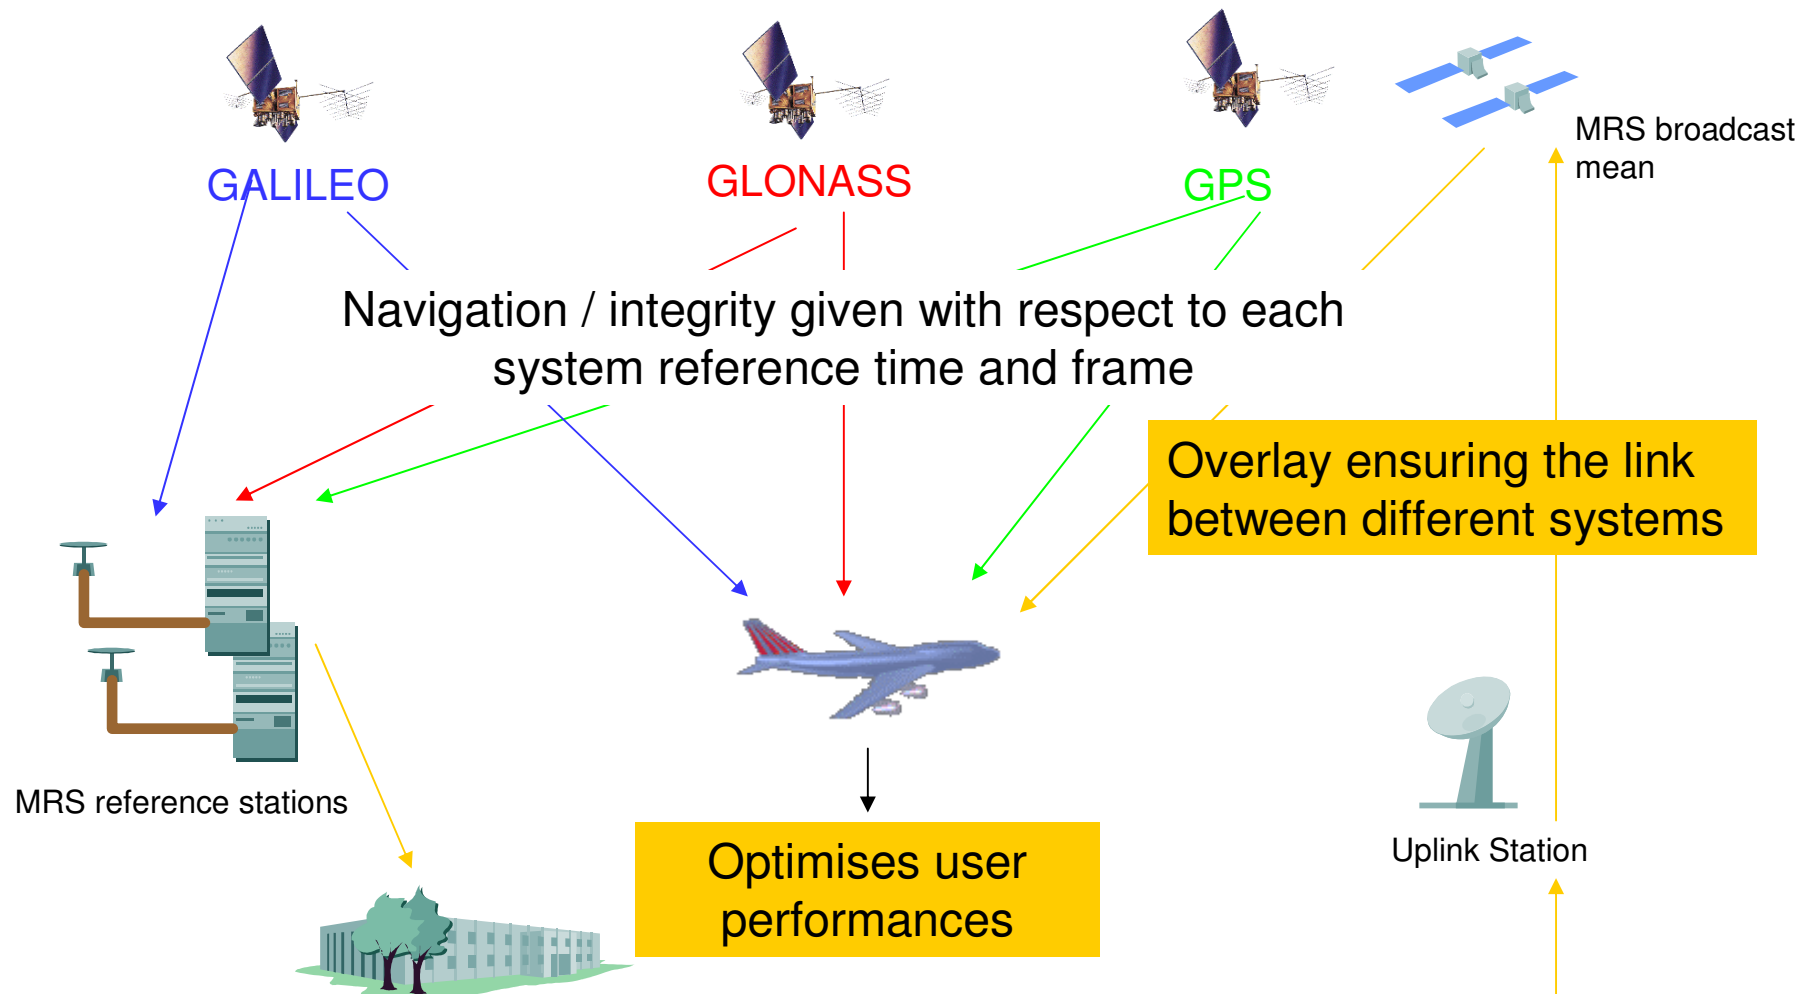 GALILEO
GLONASS
GPS
MRS broadcast
mean
Navigation / integrity given with respect to each
system reference time and frame
Overlay ensuring the link
between different systems
MRS reference stations
Optimises user
performances
Uplink Station